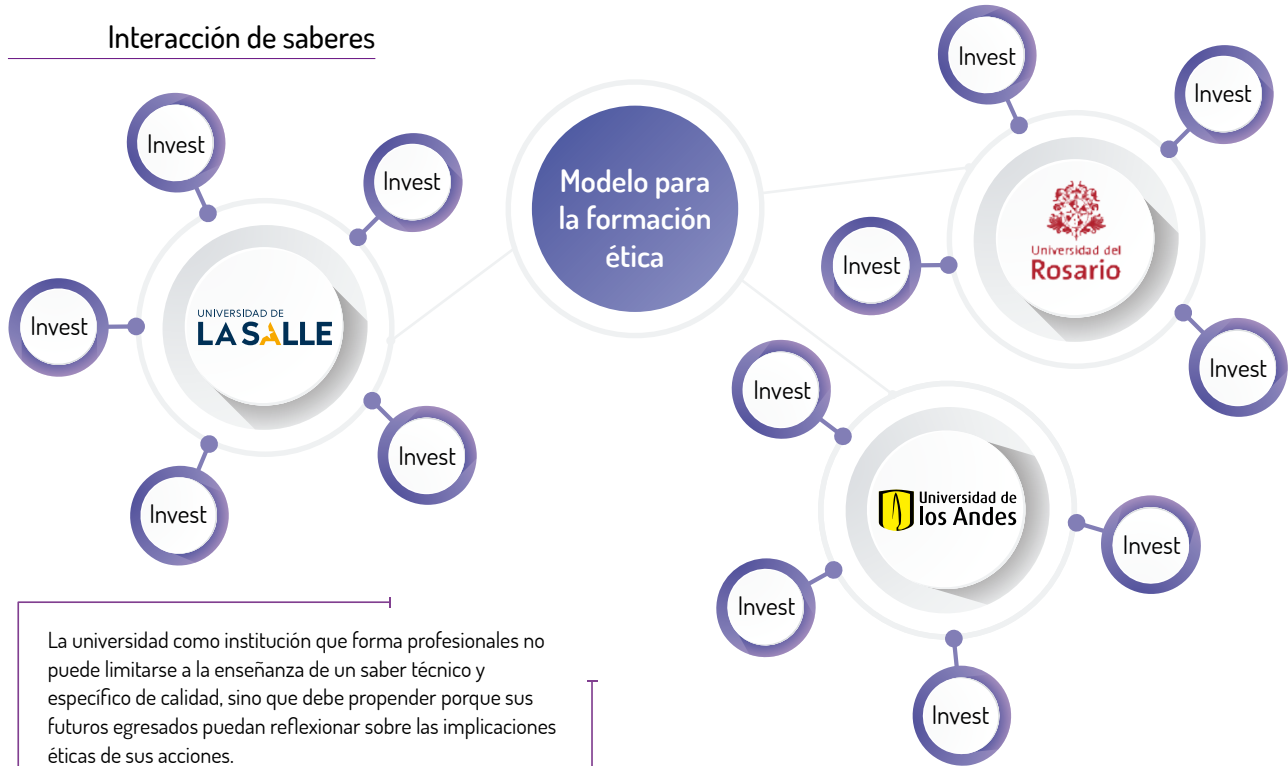 Interacción de saberes
Invest
Invest
Invest
Invest
Invest
UNIVERSIDAD DE
LA SALLE
Modelo para
la formación
ética
Invest
Invest
Invest
Invest
Universidad del
Rosario
Invest
Invest
Invest
Invest
Universidad de
los Andes
La universidad como institución que forma profesionales no
puede limitarse a la enseñanza de un saber técnico y
específico de calidad, sino que debe propender porque sus
futuros egresados puedan reflexionar sobre las implicaciones
éticas de sus acciones.